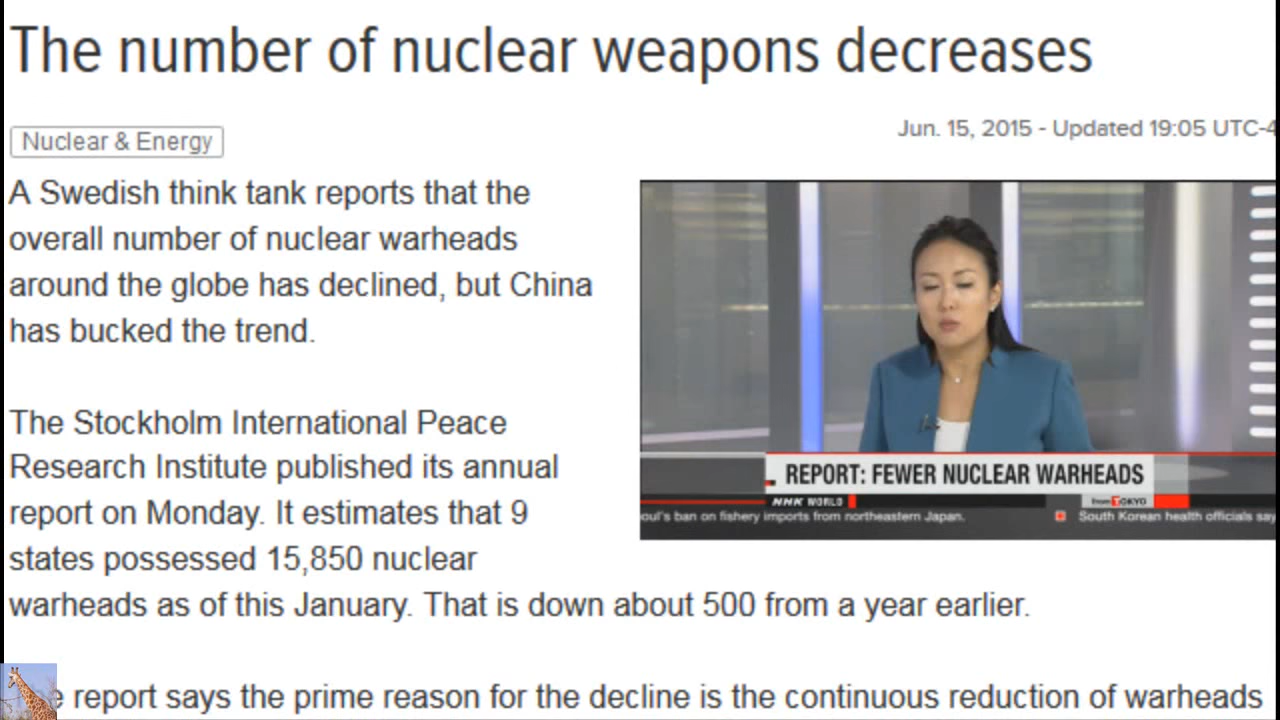 The number of nuclear weapons decreases
Nuclear & Energy
Jun. 15, 2015 - Updated 19:05 UTC-4
A Swedish think tank reports that the
overall number of nuclear warheads
around the globe has declined, but China
has bucked the trend.
The Stockholm International Peace
Research Institute published its annual
report on Monday. It estimates that 9
states possessed 15,850 nuclear
warheads as of this January. That is down about 500 from a year earlier.
REPORT: FEWER NUCLEAR WARHEADS
NHK WORLD
from TOKYO
oul's ban on fishery imports from northeastern Japan.
South Korean health officials say
e report says the prime reason for the decline is the continuous reduction of warheads